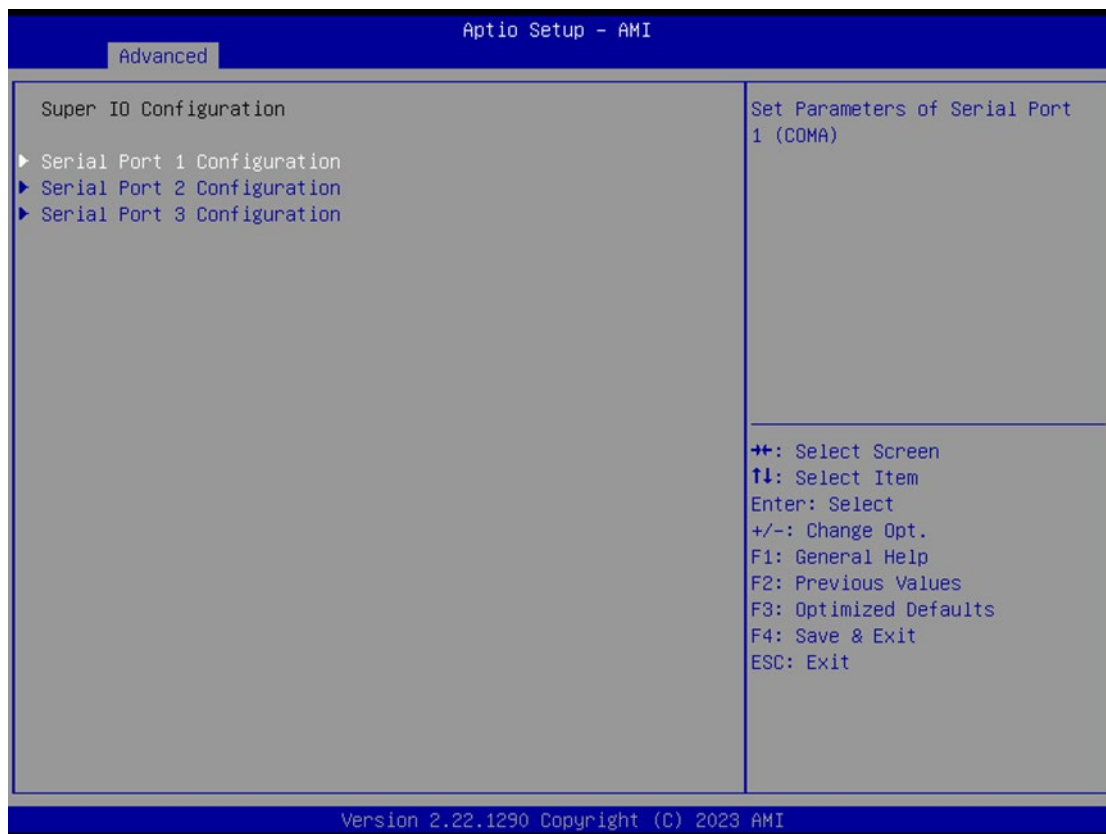 Aptio Setup – AMI
Advanced
Super IO Configuration
▶ Serial Port 1 Configuration
▶ Serial Port 2 Configuration
▶ Serial Port 3 Configuration
Set Parameters of Serial Port
1 (COMA)
→←: Select Screen
↑↓: Select Item
Enter: Select
+/-: Change Opt.
F1: General Help
F2: Previous Values
F3: Optimized Defaults
F4: Save & Exit
ESC: Exit
Version 2.22.1290 Copyright (C) 2023 AMI